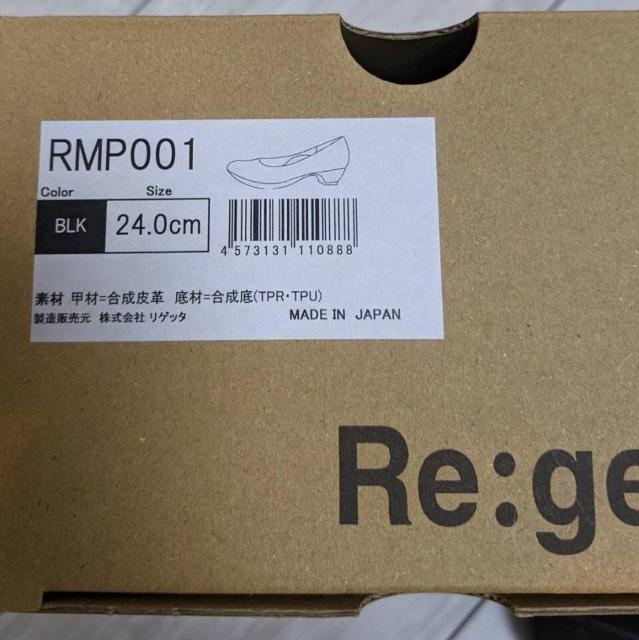 RMP001
Color Size
BLK 24.0cm
4 573131 110888
素材 甲材=合成皮革 底材=合成底(TPR・TPU)
製造販売元 株式会社 リゲッタ MADE IN JAPAN
Re:ge